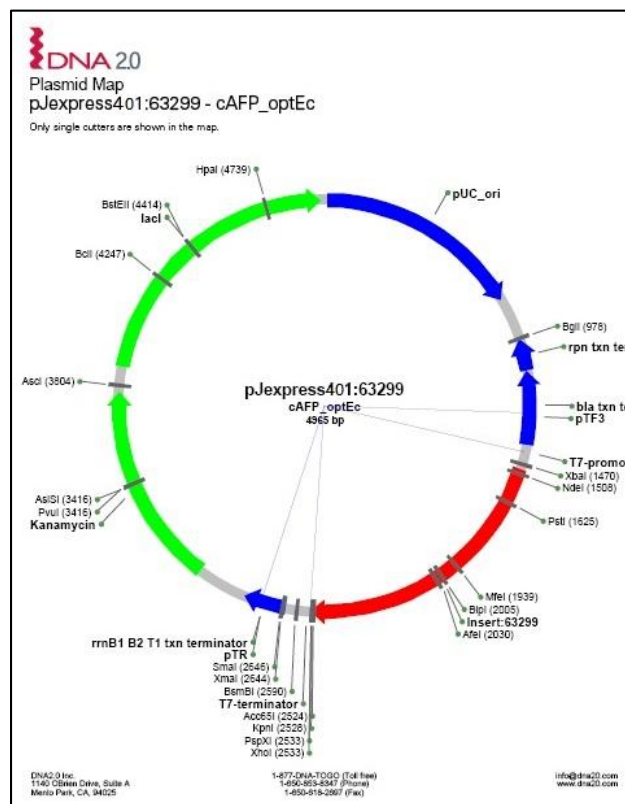 DNA 2.0
Plasmid Map
pJexpress401:63299 - cAFP_optEc
Only single cutters are shown in the map.
HpaI (4739)
BstEII (4414)
lacI
BclI (4247)
pUC_ori
BglI (978)
rpn txn te
AscI (3804)
pJexpress401:63299
cAFP_optEc
4965 bp
bla txn t
pTF3
T7-promo
XbaI (1470)
NdeI (1508)
AsiSI (3416)
PvuI (3416)
Kanamycin
PstI (1625)
MfeI (1939)
BlpI (2005)
Insert:63299
AfeI (2030)
rrnB1 B2 T1 txn terminator
pTR
SmaI (2646)
XmaI (2644)
BsmBI (2590)
T7-terminator
Acc65I (2524)
KpnI (2528)
PspXI (2533)
XhoI (2533)
DNA2.0 Inc.
1140 OBrien Drive, Suite A
Menlo Park, CA, 94025
1-877-DNA-TOGO (Toll free)
1-650-853-8347 (Phone)
1-650-618-2697 (Fax)
info@dna20.com
www.dna20.com